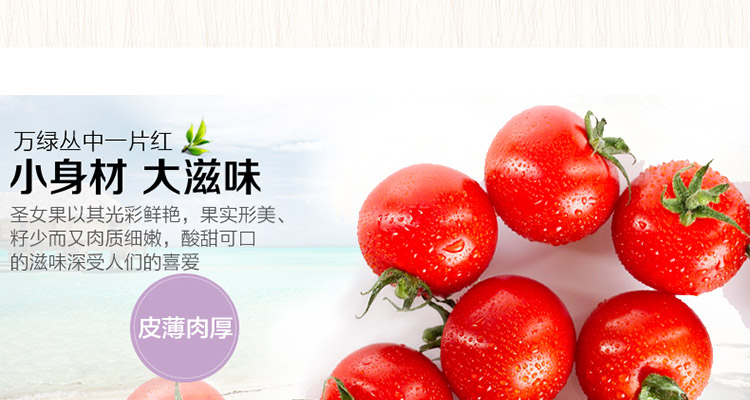 万绿丛中一片红
小身材 大滋味
圣女果以其光彩鲜艳，果实形美、
籽少而又肉质细嫩，酸甜可口
的滋味深受人们的喜爱
皮薄肉厚